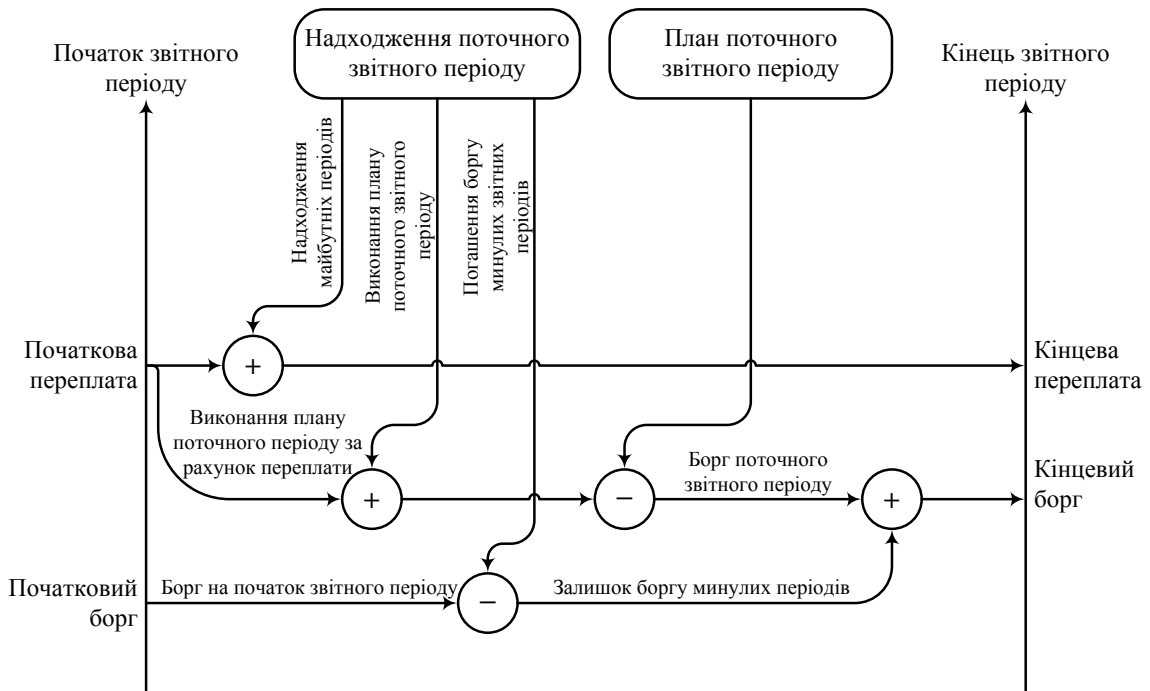 Початок звітного
періоду
Надходження поточного
звітного періоду
План поточного
звітного періоду
Кінець звітного
періоду
Надходження
майбутніх періодів
Виконання плану
поточного звітного
періоду
Погашення боргу
минулих звітних
періодів
Початкова
переплата
+
Кінцева
переплата
Виконання плану
поточного періоду за
рахунок переплати
+
−
Борг поточного
звітного періоду
+
Кінцевий
борг
Початковий
борг
Борг на початок звітного періоду
−
Залишок боргу минулих періодів